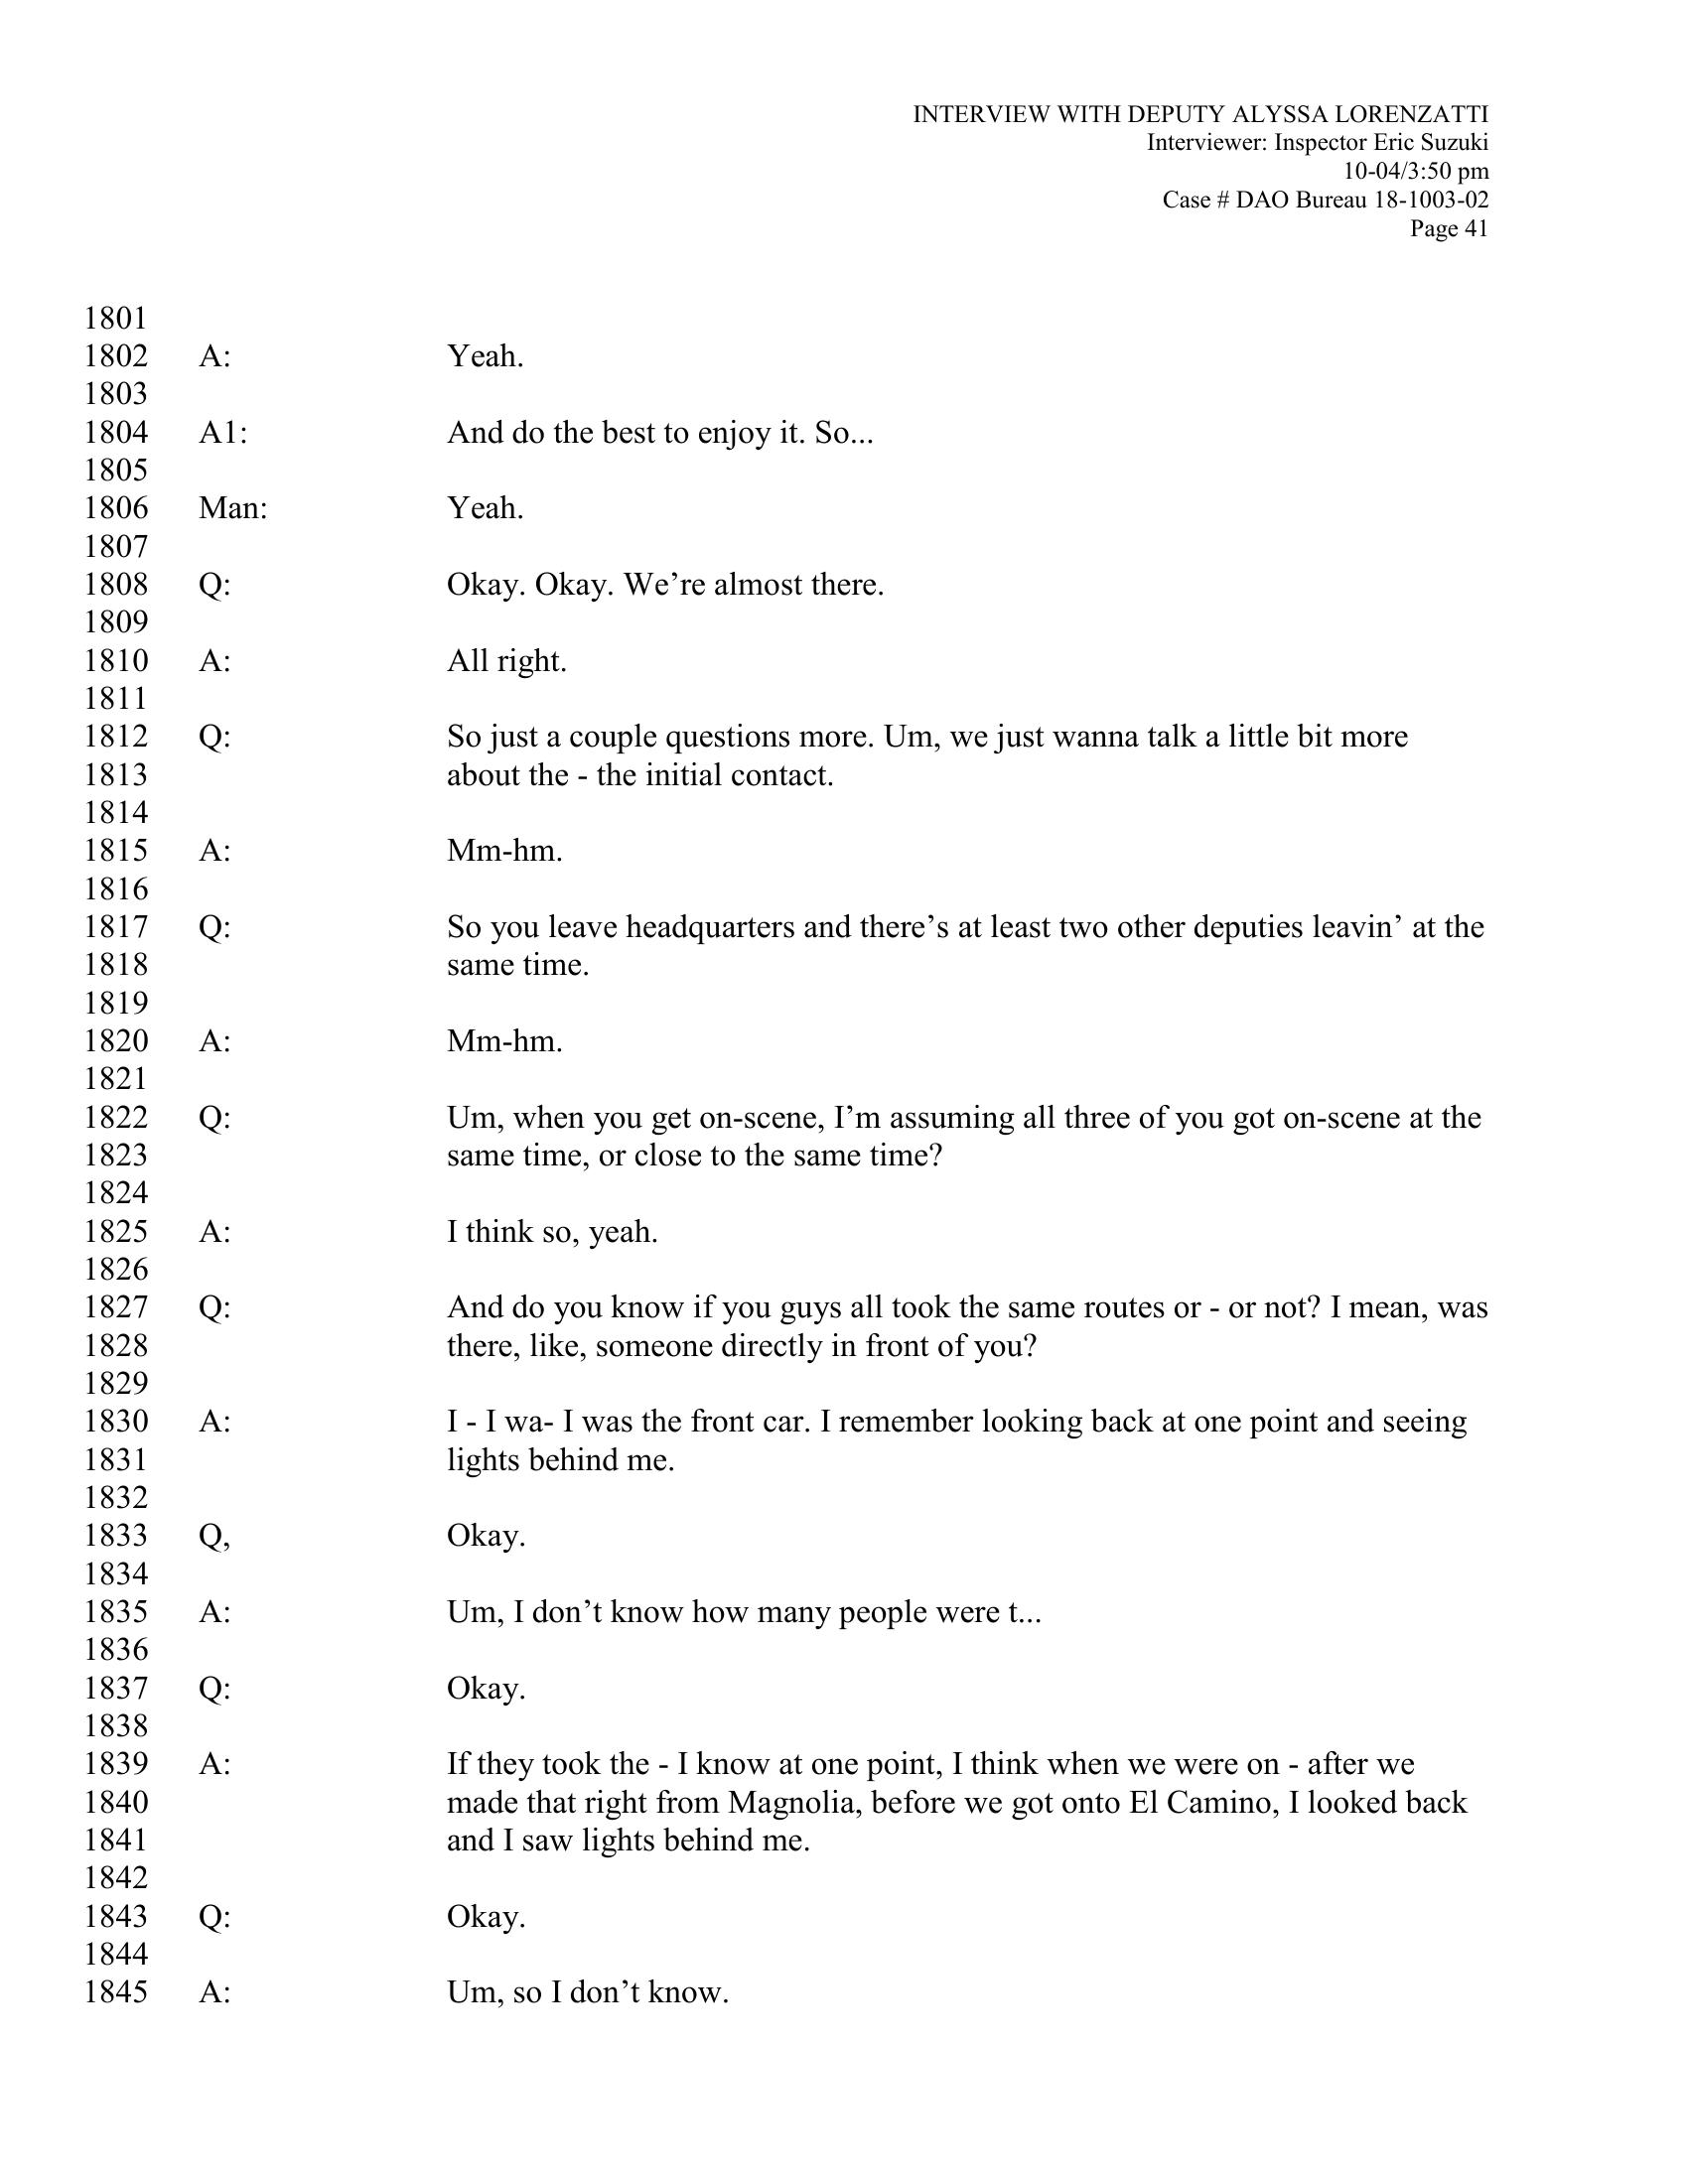 INTERVIEW WITH DEPUTY ALYSSA LORENZATTI
Interviewer: Inspector Eric Suzuki
10-04/3:50 pm
Case # DAO Bureau 18-1003-02
Page 41
1801
1802 A: Yeah.
1803
1804 A1: And do the best to enjoy it. So...
1805
1806 Man: Yeah.
1807
1808 Q: Okay. Okay. We’re almost there.
1809
1810 A: All right.
1811
1812 Q: So just a couple questions more. Um, we just wanna talk a little bit more
1813 about the - the initial contact.
1814
1815 A: Mm-hm.
1816
1817 Q: So you leave headquarters and there’s at least two other deputies leavin’ at the
1818 same time.
1819
1820 A: Mm-hm.
1821
1822 Q: Um, when you get on-scene, I’m assuming all three of you got on-scene at the
1823 same time, or close to the same time?
1824
1825 A: I think so, yeah.
1826
1827 Q: And do you know if you guys all took the same routes or - or not? I mean, was
1828 there, like, someone directly in front of you?
1829
1830 A: I - I wa- I was the front car. I remember looking back at one point and seeing
1831 lights behind me.
1832
1833 Q, Okay.
1834
1835 A: Um, I don’t know how many people were t...
1836
1837 Q: Okay.
1838
1839 A: If they took the - I know at one point, I think when we were on - after we
1840 made that right from Magnolia, before we got onto El Camino, I looked back
1841 and I saw lights behind me.
1842
1843 Q: Okay.
1844
1845 A: Um, so I don’t know.